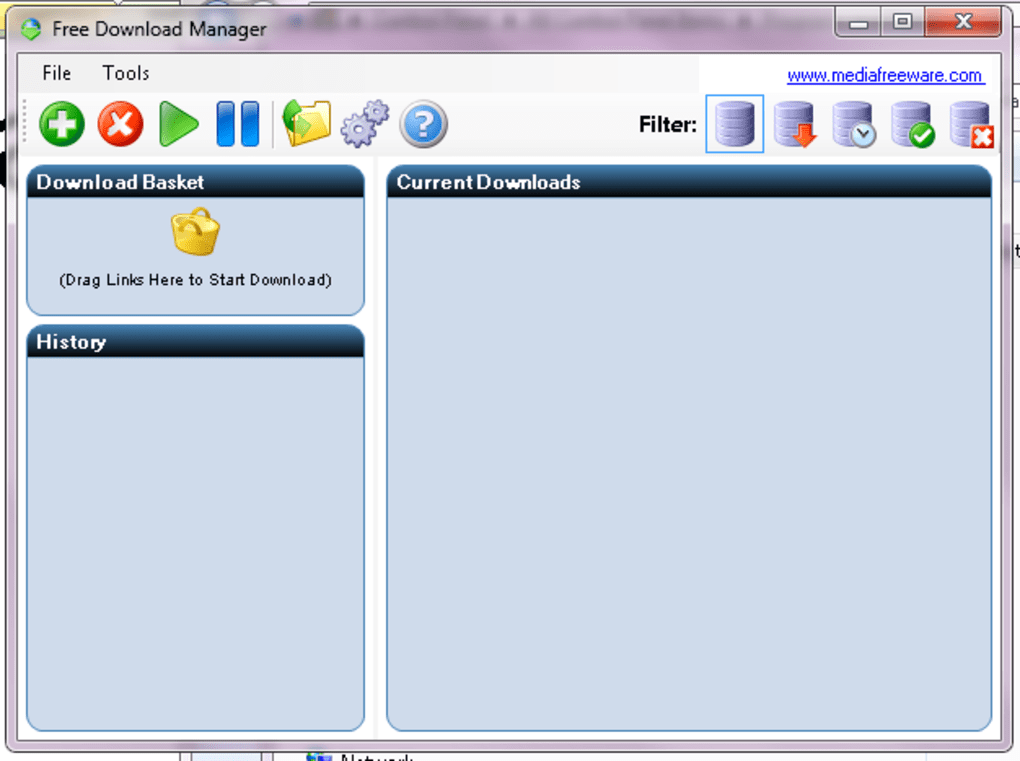 Free Download Manager
File Tools
www.mediafreeware.com
Filter:
Download Basket
(Drag Links Here to Start Download)
History
Current Downloads